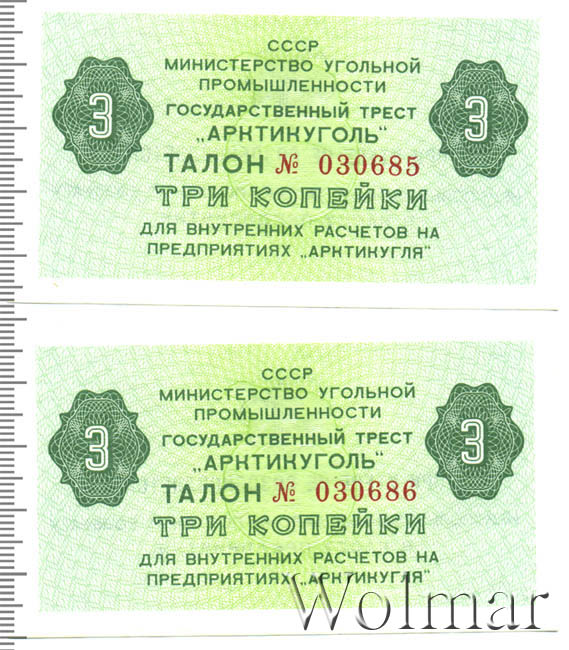 СССР
МИНИСТЕРСТВО УГОЛЬНОЙ
ПРОМЫШЛЕННОСТИ
ГОСУДАРСТВЕННЫЙ ТРЕСТ
„АРКТИКУГОЛЬ“
3 3
ТАЛОН № 030685
ТРИ КОПЕЙКИ
ДЛЯ ВНУТРЕННИХ РАСЧЕТОВ НА
ПРЕДПРИЯТИЯХ „АРКТИКУГЛЯ“
СССР
МИНИСТЕРСТВО УГОЛЬНОЙ
ПРОМЫШЛЕННОСТИ
ГОСУДАРСТВЕННЫЙ ТРЕСТ
3 3
„АРКТИКУГОЛЬ“
ТАЛОН № 030686
ТРИ КОПЕЙКИ
ДЛЯ ВНУТРЕННИХ РАСЧЕТОВ НА
ПРЕДПРИЯТИЯХ „АРКТИКУГЛЯ“
Wolmar